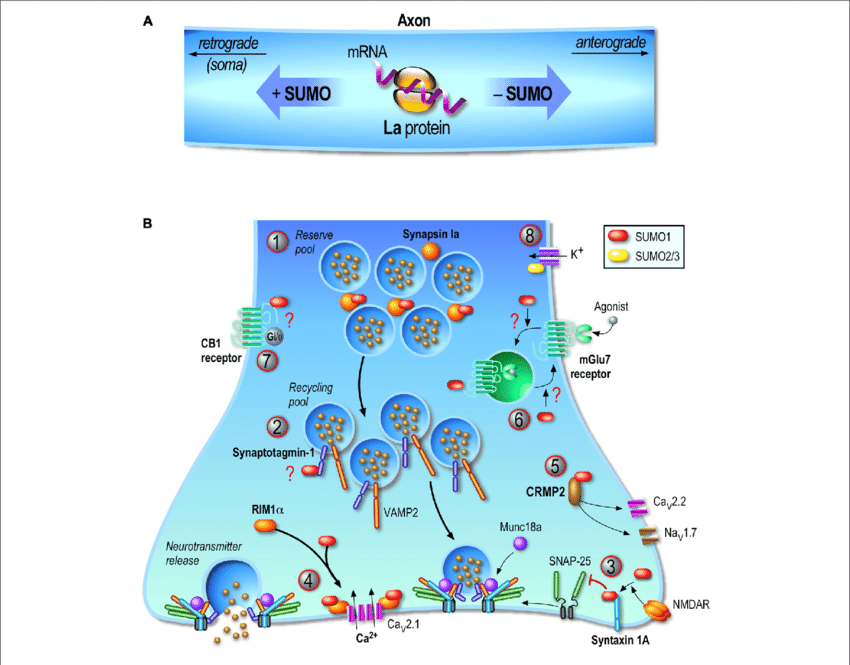 A
Axon
retrograde
(soma)
anterograde
mRNA
+ SUMO
– SUMO
La protein
B
1
Reserve
pool
Synapsin Ia
8
K+
SUMO1
SUMO2/3
CB1
receptor
?
Gi/o
7
?
Agonist
mGlu7
receptor
?
6
Recycling
pool
2
Synaptotagmin-1
?
VAMP2
5
CRMP2
CaV2.2
NaV1.7
RIM1α
Munc18a
Neurotransmitter
release
4
SNAP-25
3
Ca2+
CaV2.1
Syntaxin 1A
NMDAR